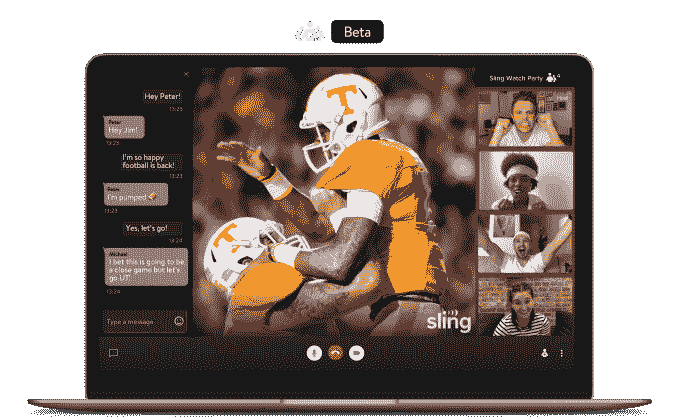 Beta
Sling Watch Party
4
Hey Peter!
13:23
Peter
Hey Jim!
13:23
I'm so happy
football is back!
13:23
Peter
I'm pumped 🏈
13:23
Yes, let's go!
13:24
Michael
I bet this is going to be
a close game but let's
go UT!
13:24
Type a message
T
T
sling